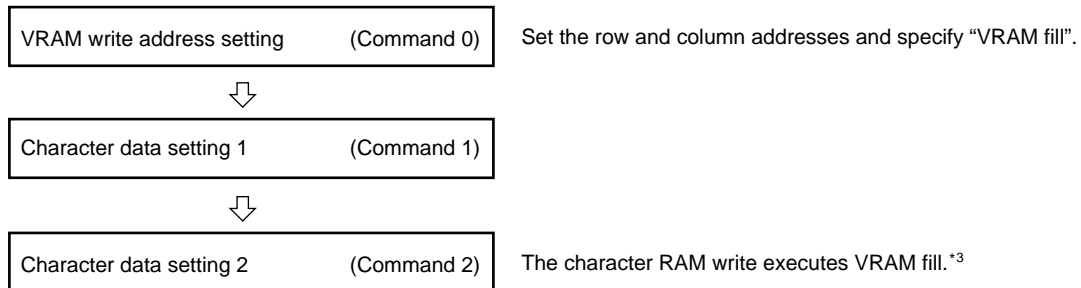 VRAM write address setting (Command 0) Set the row and column addresses and specify “VRAM fill”.
Character data setting 1 (Command 1)
Character data setting 2 (Command 2) The character RAM write executes VRAM fill.*3